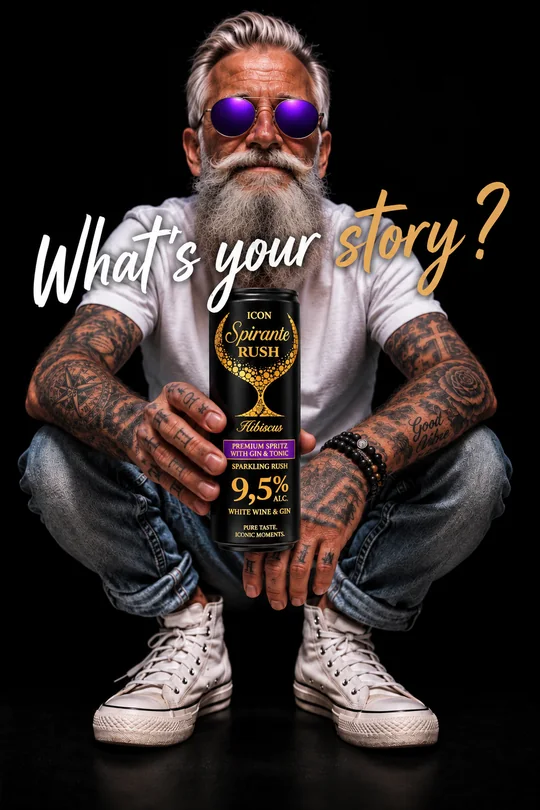 What's your story?
ICON
Spirante
RUSH
Hibiscus
PREMIUM SPRITZ
WITH GIN & TONIC
SPARKLING RUSH
9,5%
ALC.
WHITE WINE & GIN
PURE TASTE.
ICONIC MOMENTS.
Good